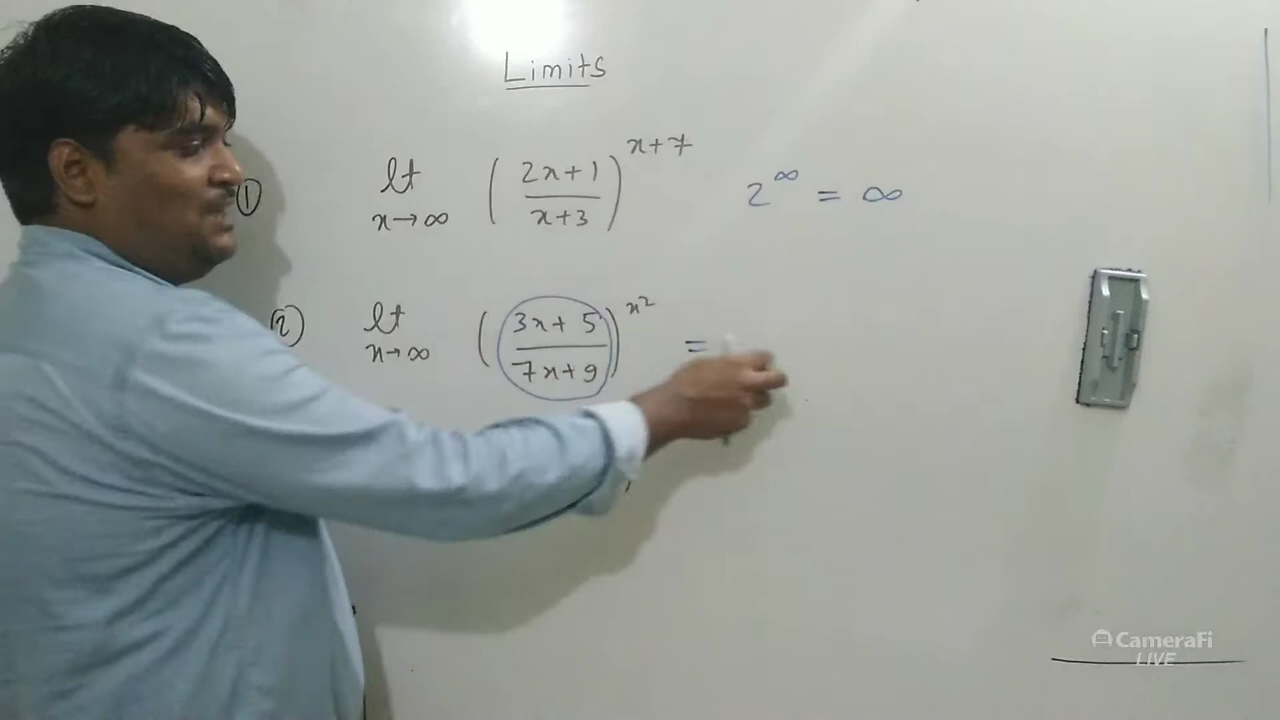 Limits
① lt x→∞ (2x+1 / x+3)^x+7 2^∞ = ∞
② lt x→∞ (3x+5 / 7x+9)^x² =
CameraFi
LIVE